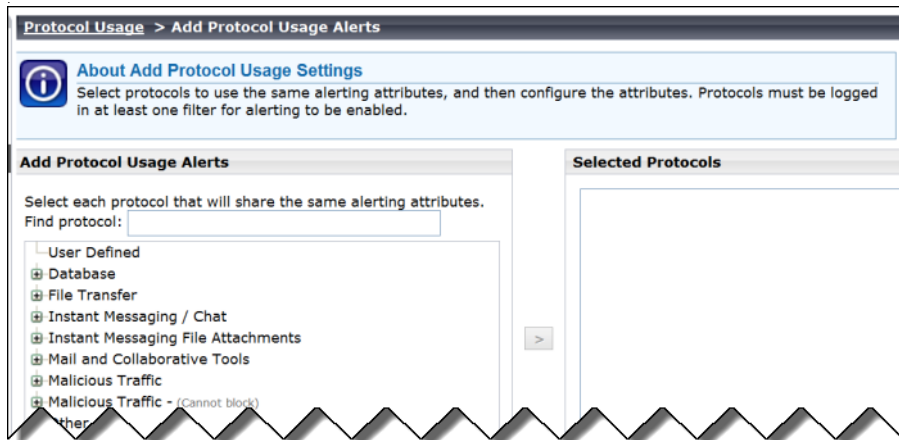 Protocol Usage > Add Protocol Usage Alerts
About Add Protocol Usage Settings
Select protocols to use the same alerting attributes, and then configure the attributes. Protocols must be logged
in at least one filter for alerting to be enabled.
Add Protocol Usage Alerts
Select each protocol that will share the same alerting attributes.
Find protocol:
User Defined
Database
File Transfer
Instant Messaging / Chat
Instant Messaging File Attachments
Mail and Collaborative Tools
Malicious Traffic
Malicious Traffic - (Cannot block)
>
Selected Protocols